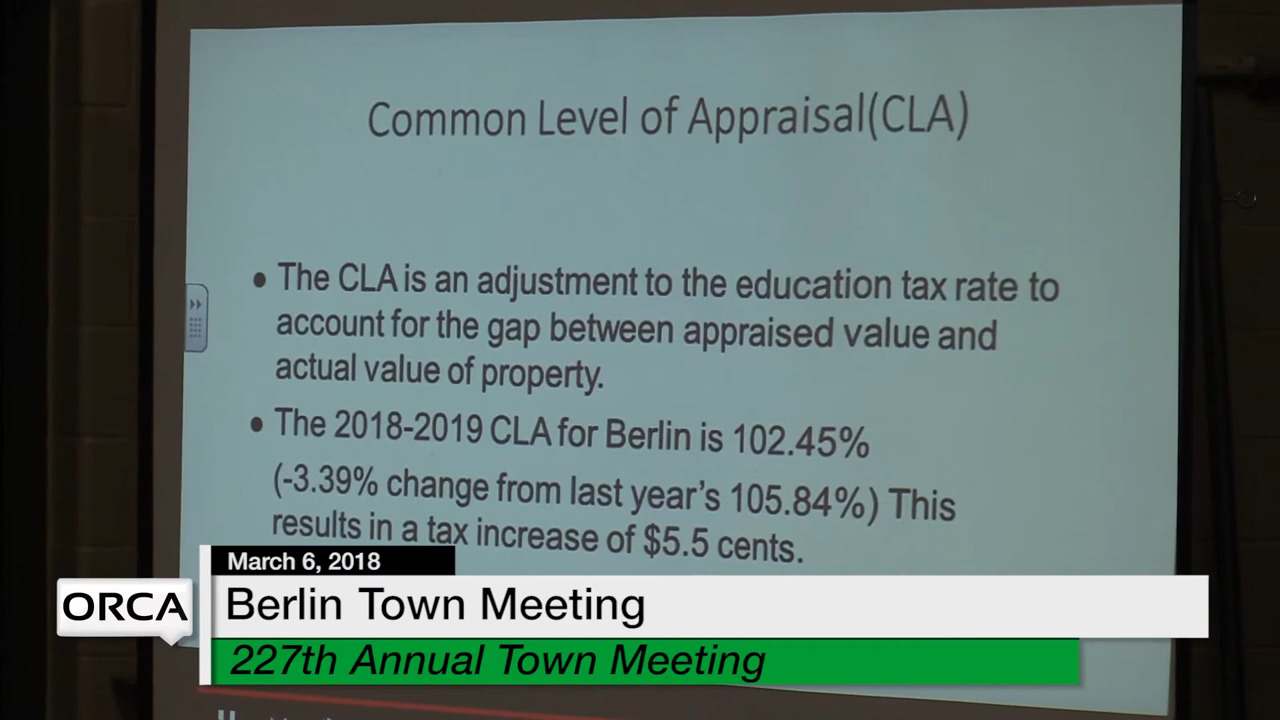 Common Level of Appraisal(CLA)
• The CLA is an adjustment to the education tax rate to
account for the gap between appraised value and
actual value of property.
• The 2018-2019 CLA for Berlin is 102.45%
(-3.39% change from last year's 105.84%) This
results in a tax increase of $5.5 cents.
March 6, 2018
ORCA
Berlin Town Meeting
227th Annual Town Meeting